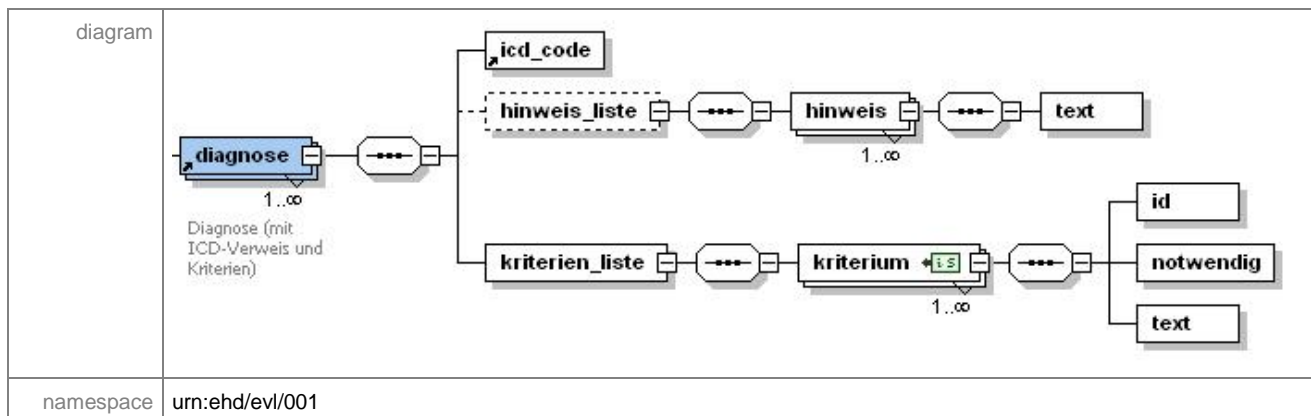 diagram
icd_code
hinweis_liste
hinweis
text
1..∞
diagnose
1..∞
Diagnose (mit
ICD-Verweis und
Kriterien)
kriterien_liste
kriterium
is
1..∞
id
notwendig
text
namespace
urn:ehd/evl/001